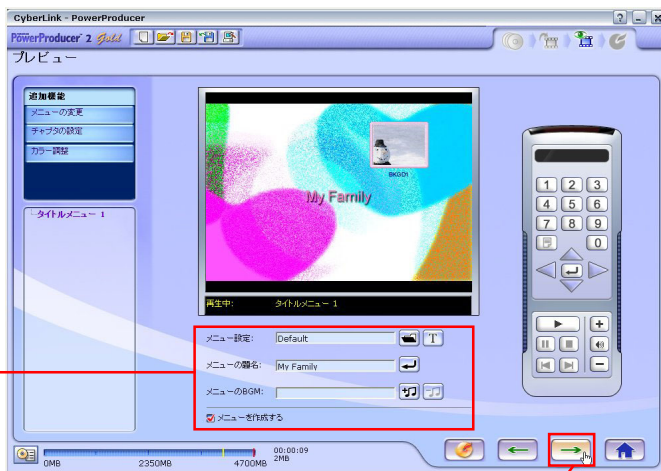 CyberLink - PowerProducer
PowerProducer 2 Gold
プレビュー
追加機能
メニューの変更
チャプタの設定
カラー調整
タイトルメニュー 1
BKG01
My Family
再生中: タイトルメニュー 1
メニュー設定: Default
T
メニューの題名: My Family
メニューのBGM:
メニューを作成する
1 2 3
4 5 6
7 8 9
0
0MB 2350MB 4700MB
00:00:09
2MB